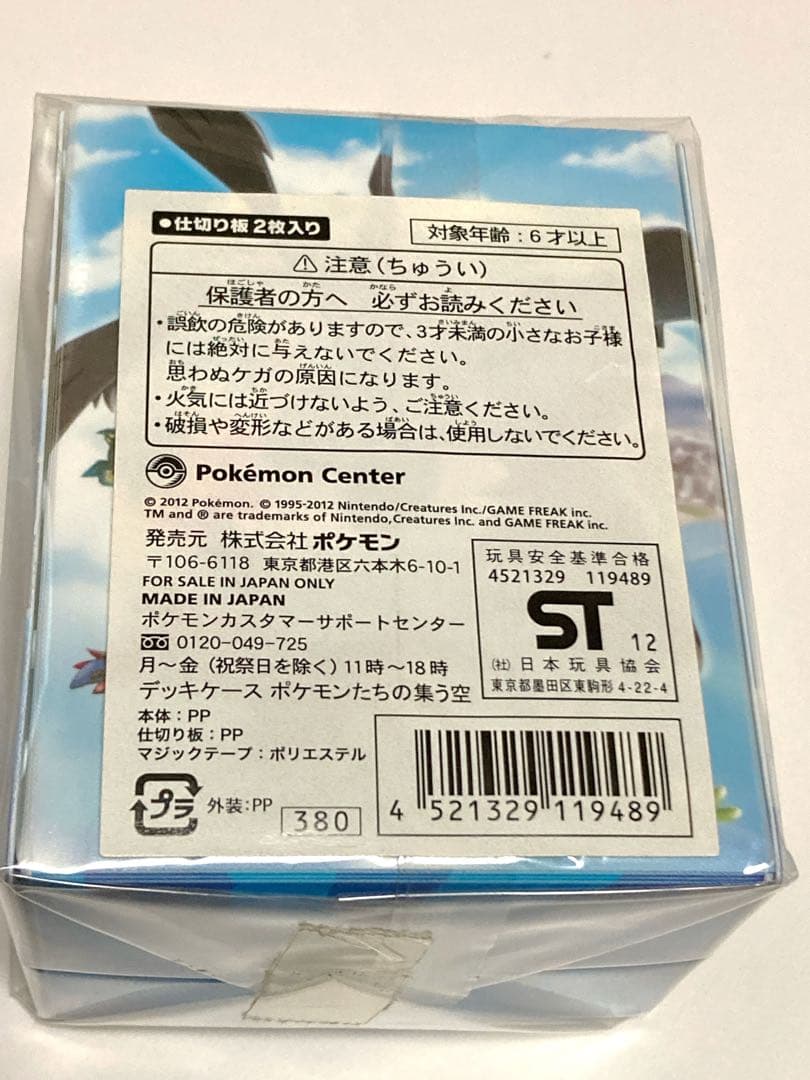 ●仕切り板2枚入り
対象年齢：6才以上
⚠注意(ちゅうい)
保護者の方へ 必ずお読みください
・誤飲の危険がありますので、3才未満の小さなお子様
には絶対に与えないでください。
思わぬケガの原因になります。
・火気には近づけないよう、ご注意ください。
・破損や変形などがある場合は、使用しないでください。
Pokémon Center
© 2012 Pokémon. © 1995-2012 Nintendo/Creatures Inc./GAME FREAK inc.
TM and ® are trademarks of Nintendo,Creatures Inc. and GAME FREAK inc.
発売元 株式会社ポケモン
〒106-6118 東京都港区六本木6-10-1
FOR SALE IN JAPAN ONLY
MADE IN JAPAN
ポケモンカスタマーサポートセンター
0120-049-725
月～金（祝祭日を除く）11時～18時
デッキケース ポケモンたちの集う空
本体：PP
仕切り板：PP
マジックテープ：ポリエステル
プラ
外装：PP
380
玩具安全基準合格
4521329 119489
ST 12
(社)日本玩具協会
東京都墨田区東駒形 4-22-4
4 521329 119489